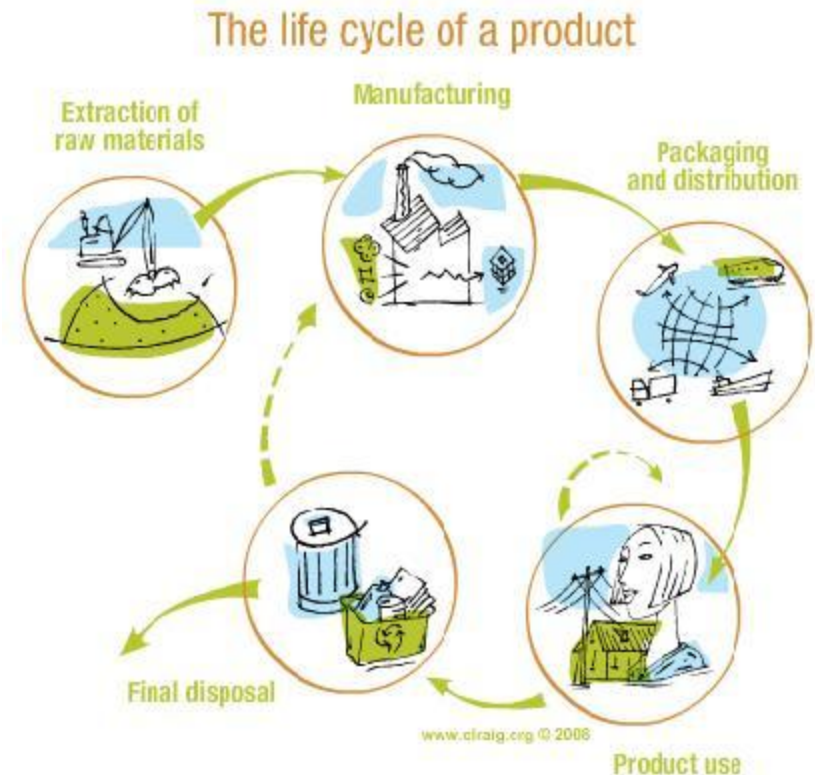 The life cycle of a product
Extraction of
raw materials
Manufacturing
Packaging
and distribution
Final disposal
www.ciraig.org © 2008
Product use